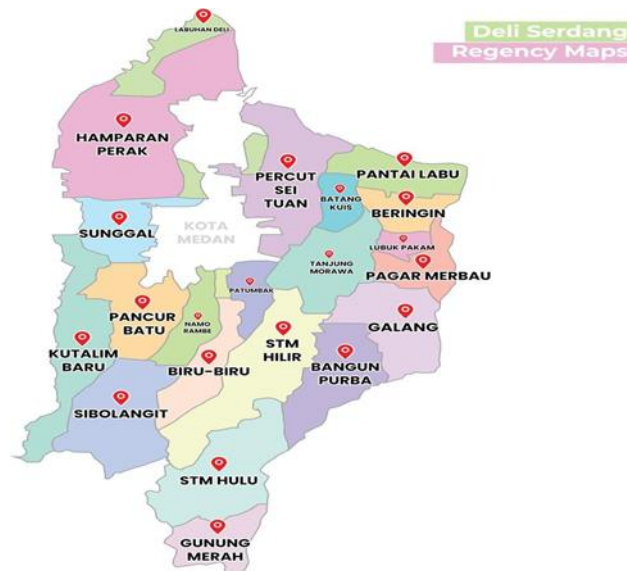 LABUHAN DELI
Deli Serdang
Regency Maps
HAMPARAN
PERAK
PERCUT
SEI
TUAN
PANTAI LABU
BATANG
KUIS
BERINGIN
SUNGGAL
KOTA
MEDAN
LUBUK PAKAM
TANJUNG
MORAWA
PAGAR MERBAU
PATUMBAK
PANCUR
BATU
NAMO
RAMBE
GALANG
STM
HILIR
KUTALIM
BARU
BIRU-BIRU
BANGUN
PURBA
SIBOLANGIT
STM HULU
GUNUNG
MERAH